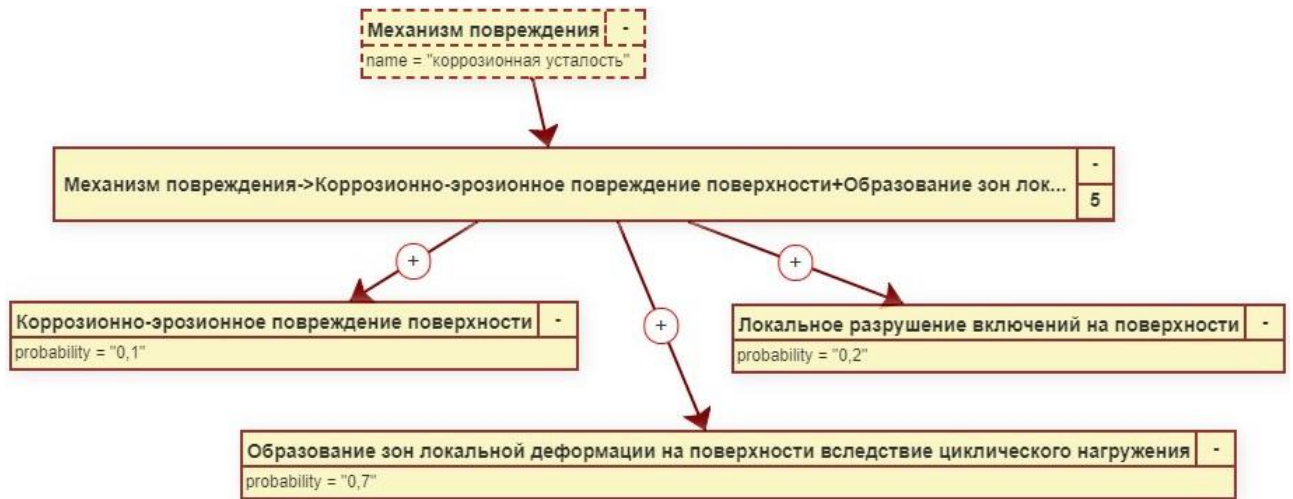 Механизм повреждения -
name = "коррозионная усталость"
Механизм повреждения->Коррозионно-эрозионное повреждение поверхности+Образование зон лок... -
5
+
+
+
Коррозионно-эрозионное повреждение поверхности -
probability = "0,1"
Локальное разрушение включений на поверхности -
probability = "0,2"
Образование зон локальной деформации на поверхности вследствие циклического нагружения -
probability = "0,7"